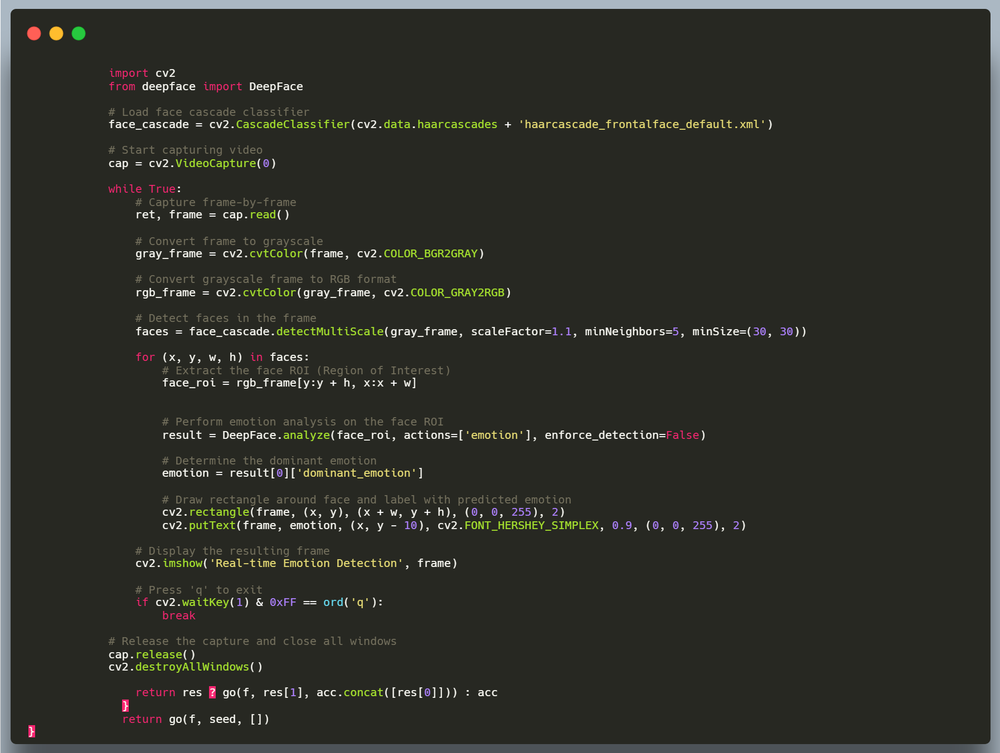 import cv2
from deepface import DeepFace
# Load face cascade classifier
face_cascade = cv2.CascadeClassifier(cv2.data.haarcascades + 'haarcascade_frontalface_default.xml')
# Start capturing video
cap = cv2.VideoCapture(0)
while True:
    # Capture frame-by-frame
    ret, frame = cap.read()
    # Convert frame to grayscale
    gray_frame = cv2.cvtColor(frame, cv2.COLOR_BGR2GRAY)
    # Convert grayscale frame to RGB format
    rgb_frame = cv2.cvtColor(gray_frame, cv2.COLOR_GRAY2RGB)
    # Detect faces in the frame
    faces = face_cascade.detectMultiScale(gray_frame, scaleFactor=1.1, minNeighbors=5, minSize=(30, 30))
    for (x, y, w, h) in faces:
        # Extract the face ROI (Region of Interest)
        face_roi = rgb_frame[y:y + h, x:x + w]
        # Perform emotion analysis on the face ROI
        result = DeepFace.analyze(face_roi, actions=['emotion'], enforce_detection=False)
        # Determine the dominant emotion
        emotion = result[0]['dominant_emotion']
        # Draw rectangle around face and label with predicted emotion
        cv2.rectangle(frame, (x, y), (x + w, y + h), (0, 0, 255), 2)
        cv2.putText(frame, emotion, (x, y - 10), cv2.FONT_HERSHEY_SIMPLEX, 0.9, (0, 0, 255), 2)
    # Display the resulting frame
    cv2.imshow('Real-time Emotion Detection', frame)
    # Press 'q' to exit
    if cv2.waitKey(1) & 0xFF == ord('q'):
        break
# Release the capture and close all windows
cap.release()
cv2.destroyAllWindows()
    return res ? go(f, res[1], acc.concat([res[0]])) : acc
  }
  return go(f, seed, [])
}